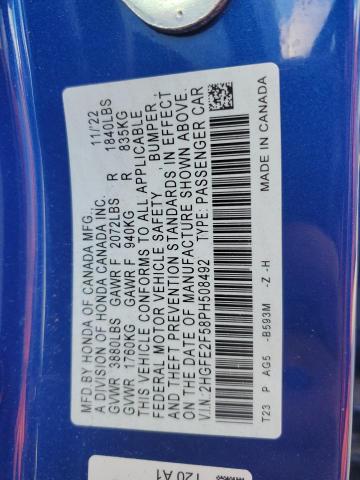 MFD.BY HONDA OF CANADA MFG., 11/'22
A DIVISION OF HONDA CANADA INC.
GVWR 3880LBS GAWR F 2072LBS R 1840LBS
GVWR 1760KG GAWR F 940KG R 835KG
THIS VEHICLE CONFORMS TO ALL APPLICABLE
FEDERAL MOTOR VEHICLE SAFETY, BUMPER,
AND THEFT PREVENTION STANDARDS IN EFFECT
ON THE DATE OF MANUFACTURE SHOWN ABOVE.
V.I.N.:2HGFE2F58PH508492 TYPE: PASSENGER CAR
T23 P AG5 -B593M -Z -H MADE IN CANADA
T20 A1